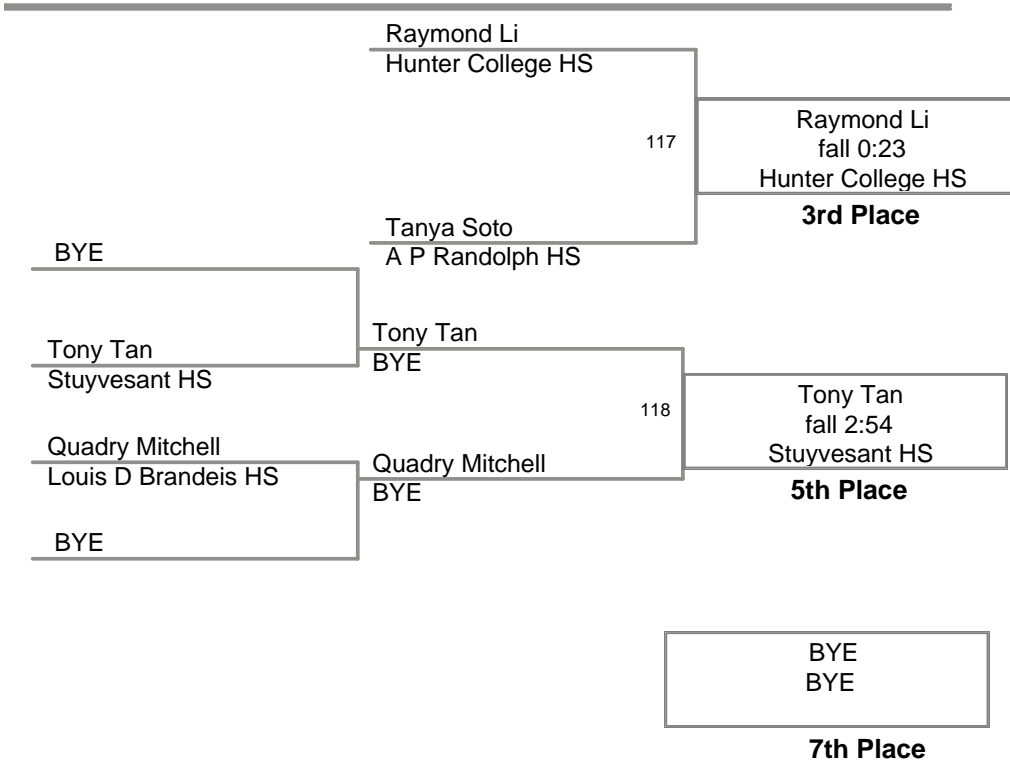 Raymond Li
Hunter College HS
117
Raymond Li
fall 0:23
Hunter College HS
3rd Place
Tanya Soto
A P Randolph HS
BYE
Tony Tan
Stuyvesant HS
Tony Tan
BYE
118
Tony Tan
fall 2:54
Stuyvesant HS
5th Place
Quadry Mitchell
Louis D Brandeis HS
Quadry Mitchell
BYE
BYE
BYE
BYE
7th Place